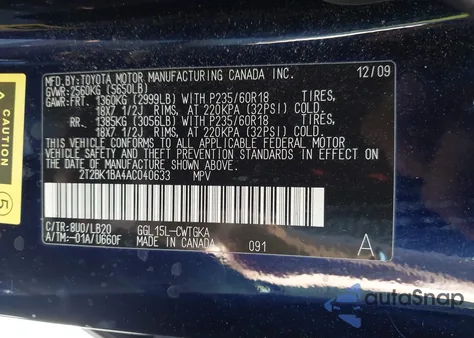 MFD.BY:TOYOTA MOTOR MANUFACTURING CANADA INC. 12/09
GVWR:2560KG (5650LB)
GAWR:FRT. 1360KG (2999LB) WITH P235/60R18 TIRES,
18X7 1/2J RIMS, AT 220KPA (32PSI) COLD.
RR. 1385KG (3056LB) WITH P235/60R18 TIRES,
18X7 1/2J RIMS, AT 220KPA (32PSI) COLD.
THIS VEHICLE CONFORMS TO ALL APPLICABLE FEDERAL MOTOR
VEHICLE SAFETY AND THEFT PREVENTION STANDARDS IN EFFECT ON
THE DATE OF MANUFACTURE SHOWN ABOVE.
2T2BK1BA4AC040633 MPV
C/TR:8U0/LB20 GGL15L-CWTGKA
A/TM:-01A/U660F MADE IN CANADA 091 A
CAUTION
5
autoSnap